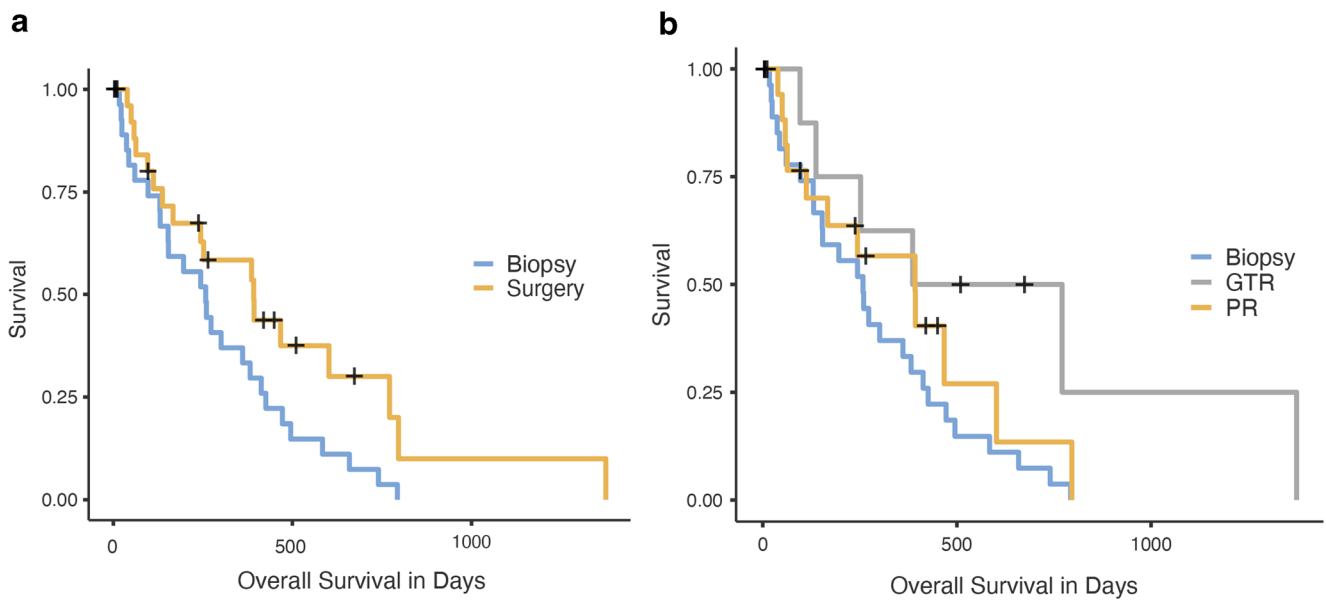 a
1.00
0.75
0.50
0.25
0.00
Survival
0
500
1000
Overall Survival in Days
Biopsy
Surgery
b
1.00
0.75
0.50
0.25
0.00
Survival
0
500
1000
Overall Survival in Days
Biopsy
GTR
PR